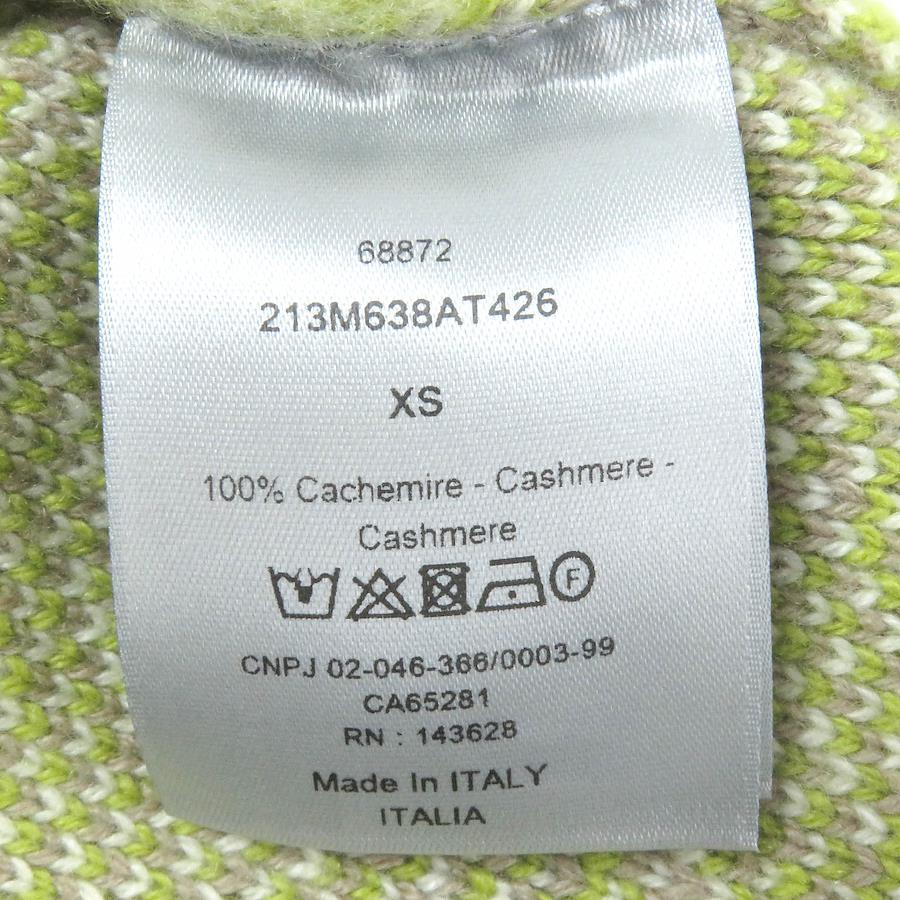 68872
213M638AT426
XS
100% Cachemire - Cashmere -
Cashmere
F
CNPJ 02-046-366/0003-99
CA65281
RN : 143628
Made In ITALY
ITALIA